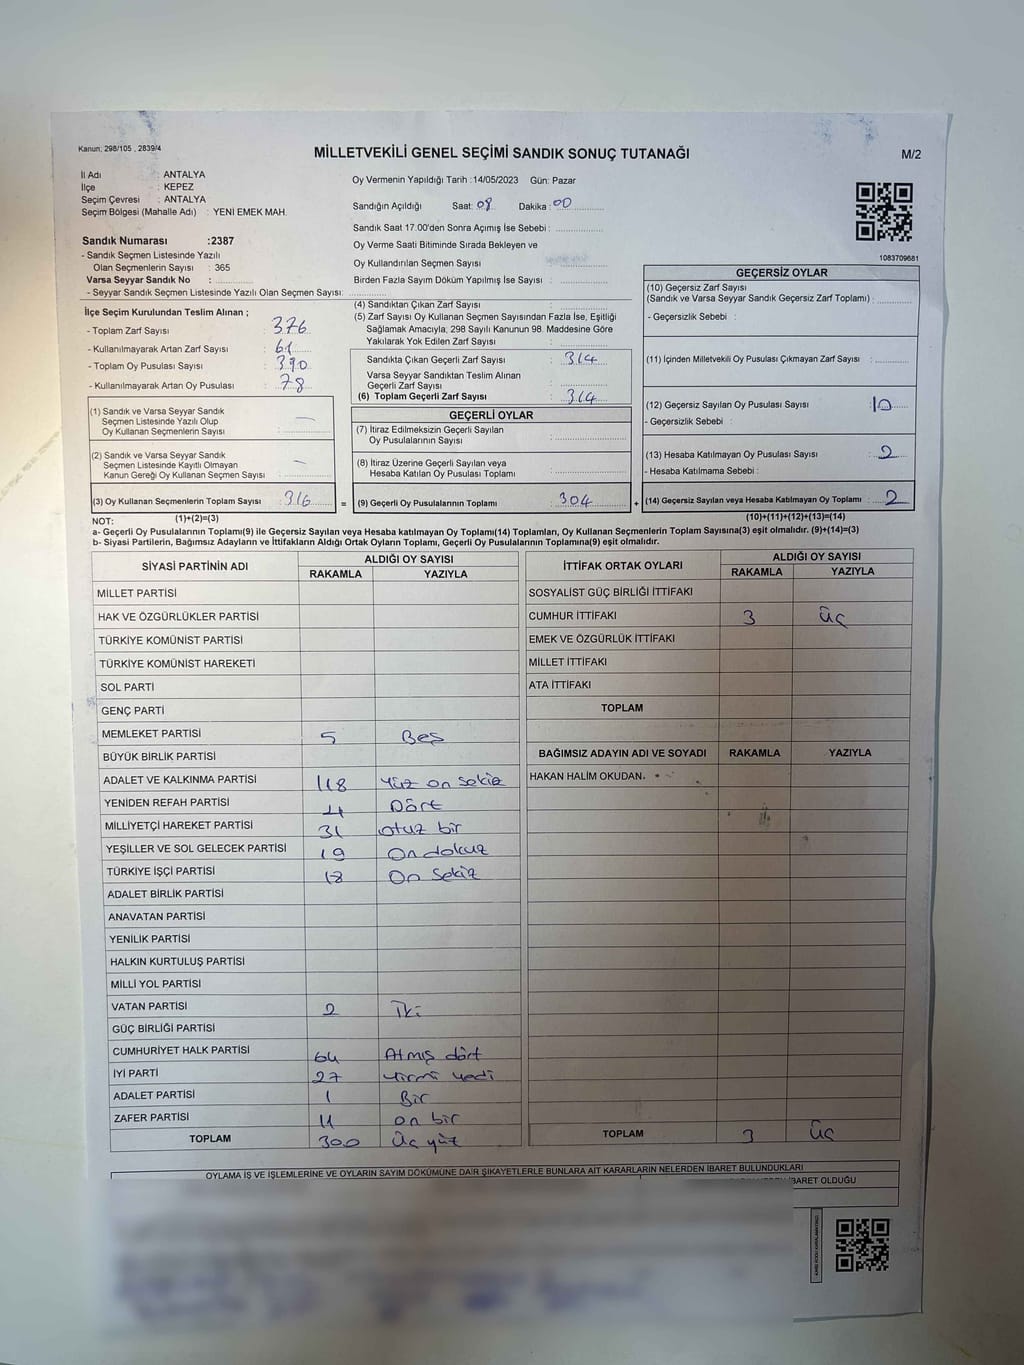 Kanun; 298/105 , 2839/4
MİLLETVEKİLİ GENEL SEÇİMİ SANDIK SONUÇ TUTANAĞI
M/2
İl Adı : ANTALYA
İlçe : KEPEZ
Seçim Çevresi : ANTALYA
Seçim Bölgesi (Mahalle Adı) : YENİ EMEK MAH.
Sandık Numarası :2387
- Sandık Seçmen Listesinde Yazılı
Olan Seçmenlerin Sayısı : 365
Varsa Seyyar Sandık No :
- Seyyar Sandık Seçmen Listesinde Yazılı Olan Seçmen Sayısı:
Oy Vermenin Yapıldığı Tarih :14/05/2023 Gün: Pazar
Sandığın Açıldığı Saat: 08 Dakika : 00
Sandık Saat 17.00'den Sonra Açımış İse Sebebi :
Oy Verme Saati Bitiminde Sırada Bekleyen ve
Oy Kullandırılan Seçmen Sayısı :
Birden Fazla Sayım Döküm Yapılmış İse Sayısı :
1083709681
İlçe Seçim Kurulundan Teslim Alınan ;
- Toplam Zarf Sayısı : 376
- Kullanılmayarak Artan Zarf Sayısı : 61
- Toplam Oy Pusulası Sayısı : 390
- Kullanılmayarak Artan Oy Pusulası : 78
(1) Sandık ve Varsa Seyyar Sandık
Seçmen Listesinde Yazılı Olup
Oy Kullanan Seçmenlerin Sayısı : —
(2) Sandık ve Varsa Seyyar Sandık
Seçmen Listesinde Kayıtlı Olmayan
Kanun Gereği Oy Kullanan Seçmen Sayısı : —
(3) Oy Kullanan Seçmenlerin Toplam Sayısı : 316 =
(4) Sandıktan Çıkan Zarf Sayısı :
(5) Zarf Sayısı Oy Kullanan Seçmen Sayısından Fazla İse, Eşitliği
Sağlamak Amacıyla, 298 Sayılı Kanunun 98. Maddesine Göre
Yakılarak Yok Edilen Zarf Sayısı :
Sandıkta Çıkan Geçerli Zarf Sayısı : 314
Varsa Seyyar Sandıktan Teslim Alınan
Geçerli Zarf Sayısı :
(6) Toplam Geçerli Zarf Sayısı : 314
GEÇERLİ OYLAR
(7) İtiraz Edilmeksizin Geçerli Sayılan
Oy Pusulalarının Sayısı :
(8) İtiraz Üzerine Geçerli Sayılan veya
Hesaba Katılan Oy Pusulası Toplamı :
(9) Geçerli Oy Pusulalarının Toplamı : 304 +
GEÇERSİZ OYLAR
(10) Geçersiz Zarf Sayısı
(Sandık ve Varsa Seyyar Sandık Geçersiz Zarf Toplamı) :
- Geçersizlik Sebebi :
(11) İçinden Milletvekili Oy Pusulası Çıkmayan Zarf Sayısı :
(12) Geçersiz Sayılan Oy Pusulası Sayısı : 10
- Geçersizlik Sebebi :
(13) Hesaba Katılmayan Oy Pusulası Sayısı : 2
- Hesaba Katılmama Sebebi :
(14) Geçersiz Sayılan veya Hesaba Katılmayan Oy Toplamı : 2
NOT: (1)+(2)=(3) (10)+(11)+(12)+(13)=(14)
a- Geçerli Oy Pusulalarının Toplamı(9) ile Geçersiz Sayılan veya Hesaba katılmayan Oy Toplamı(14) Toplamları, Oy Kullanan Seçmenlerin Toplam Sayısına(3) eşit olmalıdır. (9)+(14)=(3)
b- Siyasi Partilerin, Bağımsız Adayların ve İttifakların Aldığı Ortak Oyların Toplamı, Geçerli Oy Pusulalarının Toplamına(9) eşit olmalıdır.
SİYASİ PARTİNİN ADI ALDIĞI OY SAYISI
RAKAMLA YAZIYLA
MİLLET PARTİSİ
HAK VE ÖZGÜRLÜKLER PARTİSİ
TÜRKİYE KOMÜNİST PARTİSİ
TÜRKİYE KOMÜNİST HAREKETİ
SOL PARTİ
GENÇ PARTİ
MEMLEKET PARTİSİ 5 Beş
BÜYÜK BİRLİK PARTİSİ
ADALET VE KALKINMA PARTİSİ 118 Yüz on sekiz
YENİDEN REFAH PARTİSİ 4 Dört
MİLLİYETÇİ HAREKET PARTİSİ 31 otuz bir
YEŞİLLER VE SOL GELECEK PARTİSİ 19 On dokuz
TÜRKİYE İŞÇİ PARTİSİ 18 On Sekiz
ADALET BİRLİK PARTİSİ
ANAVATAN PARTİSİ
YENİLİK PARTİSİ
HALKIN KURTULUŞ PARTİSİ
MİLLİ YOL PARTİSİ
VATAN PARTİSİ 2 İki
GÜÇ BİRLİĞİ PARTİSİ
CUMHURİYET HALK PARTİSİ 64 Atmış dört
İYİ PARTİ 27 Yirmi yedi
ADALET PARTİSİ 1 Bir
ZAFER PARTİSİ 11 on bir
TOPLAM 300 Üç yüz
İTTİFAK ORTAK OYLARI ALDIĞI OY SAYISI
RAKAMLA YAZIYLA
SOSYALİST GÜÇ BİRLİĞİ İTTİFAKI
CUMHUR İTTİFAKI 3 üç
EMEK VE ÖZGÜRLÜK İTTİFAKI
MİLLET İTTİFAKI
ATA İTTİFAKI
TOPLAM
BAĞIMSIZ ADAYIN ADI VE SOYADI RAKAMLA YAZIYLA
HAKAN HALİM OKUDAN
TOPLAM 3 üç
OYLAMA İŞ VE İŞLEMLERİNE VE OYLARIN SAYIM DÖKÜMÜNE DAİR ŞİKAYETLERLE BUNLARA AİT KARARLARIN NELERDEN İBARET BULUNDUKLARI
İBARET OLDUĞU